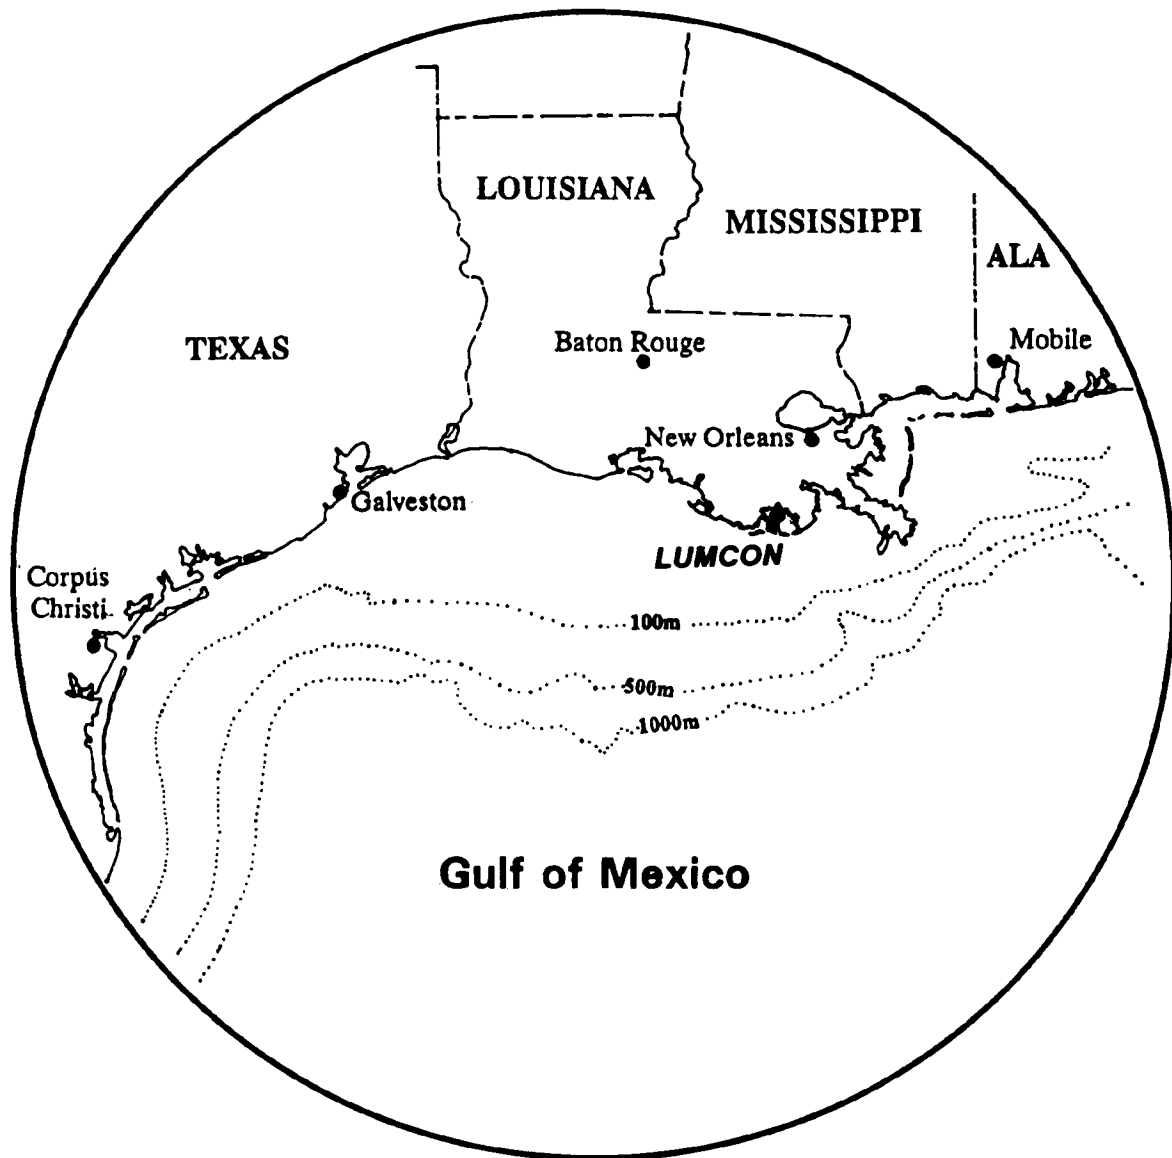 LOUISIANA
MISSISSIPPI
ALA
TEXAS
Baton Rouge
Mobile
New Orleans
Galveston
LUMCON
Corpus
Christi
100m
500m
1000m
Gulf of Mexico